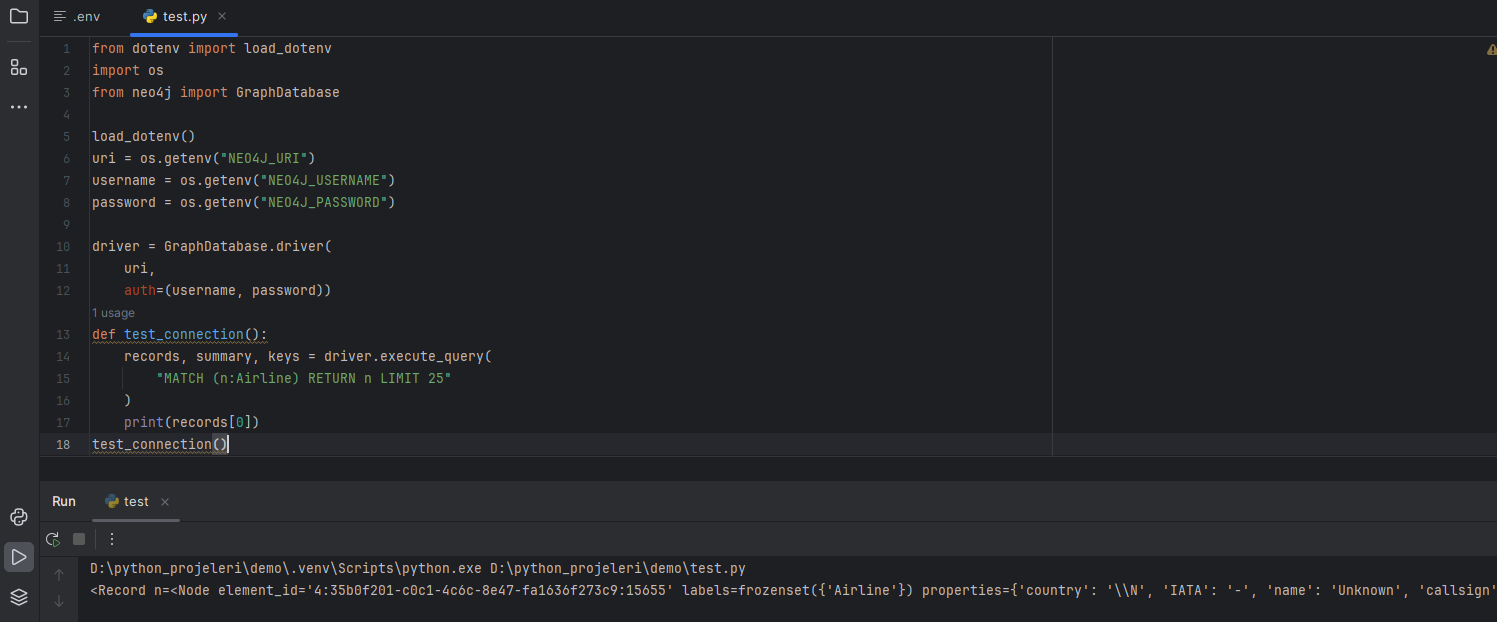 .env
test.py
1 from dotenv import load_dotenv
2 import os
3 from neo4j import GraphDatabase
4
5 load_dotenv()
6 uri = os.getenv("NEO4J_URI")
7 username = os.getenv("NEO4J_USERNAME")
8 password = os.getenv("NEO4J_PASSWORD")
9
10 driver = GraphDatabase.driver(
11     uri,
12     auth=(username, password))
1 usage
13 def test_connection():
14     records, summary, keys = driver.execute_query(
15         "MATCH (n:Airline) RETURN n LIMIT 25"
16     )
17     print(records[0])
18 test_connection()
Run
test
D:\python_projeleri\demo\.venv\Scripts\python.exe D:\python_projeleri\demo\test.py
<Record n=<Node element_id='4:35b0f201-c0c1-4c6c-8e47-fa1636f273c9:15655' labels=frozenset({'Airline'}) properties={'country': '\\N', 'IATA': '-', 'name': 'Unknown', 'callsign'